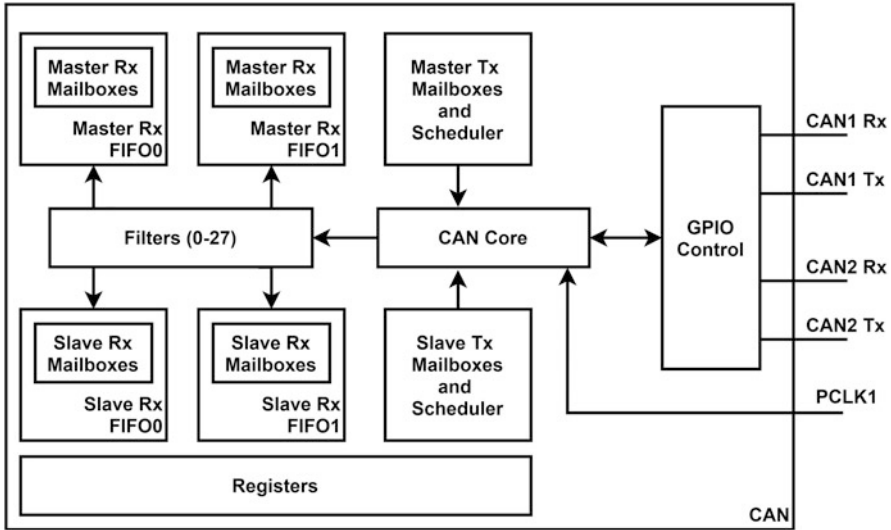 Master Rx
Mailboxes
Master Rx
FIFO0
Master Rx
Mailboxes
Master Rx
FIFO1
Master Tx
Mailboxes
and
Scheduler
Filters (0-27)
CAN Core
GPIO
Control
CAN1 Rx
CAN1 Tx
CAN2 Rx
CAN2 Tx
PCLK1
Slave Rx
Mailboxes
Slave Rx
FIFO0
Slave Rx
Mailboxes
Slave Rx
FIFO1
Slave Tx
Mailboxes
and
Scheduler
Registers
CAN